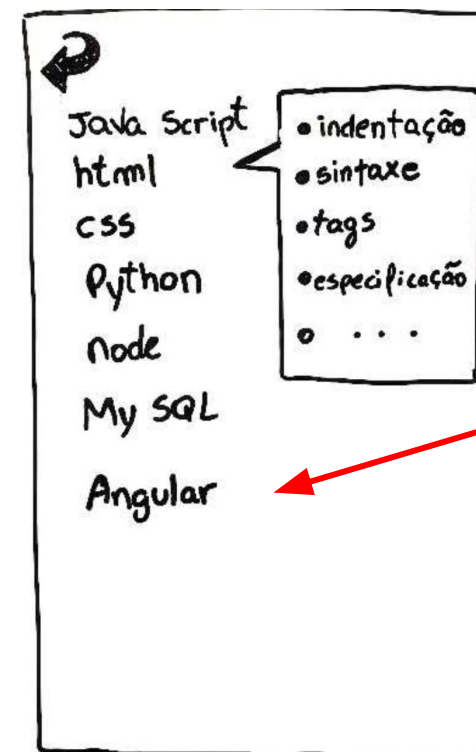 Java Script
html
css
Python
node
My SQL
Angular
• indentação
• sintaxe
• tags
• especificação
• ...